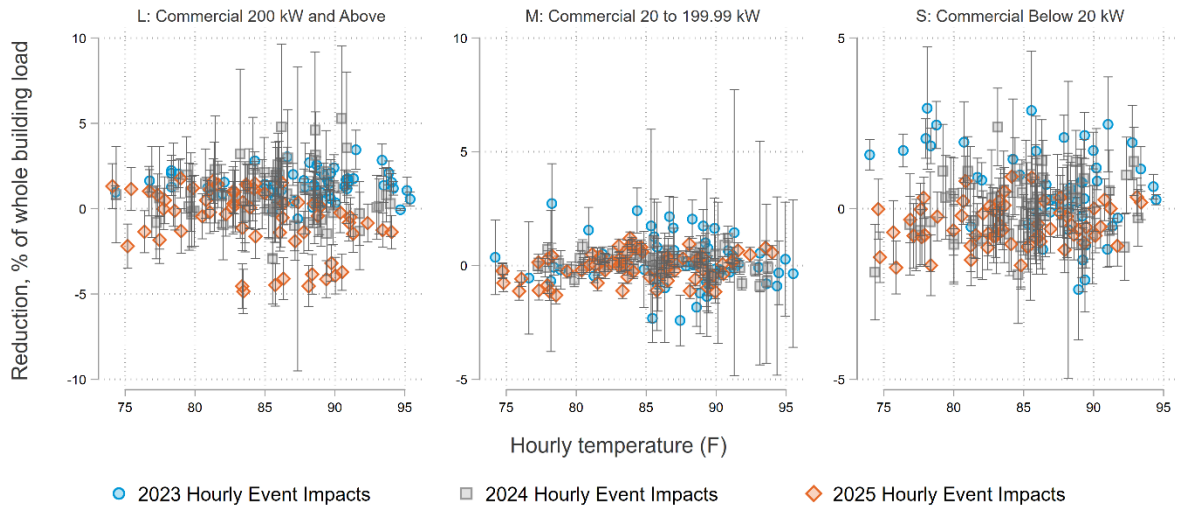 L: Commercial 200 kW and Above
M: Commercial 20 to 199.99 kW
S: Commercial Below 20 kW
Reduction, % of whole building load
10
5
0
-5
-10
75 80 85 90 95
10
5
0
-5
75 80 85 90 95
5
0
-5
75 80 85 90 95
Hourly temperature (F)
2023 Hourly Event Impacts
2024 Hourly Event Impacts
2025 Hourly Event Impacts